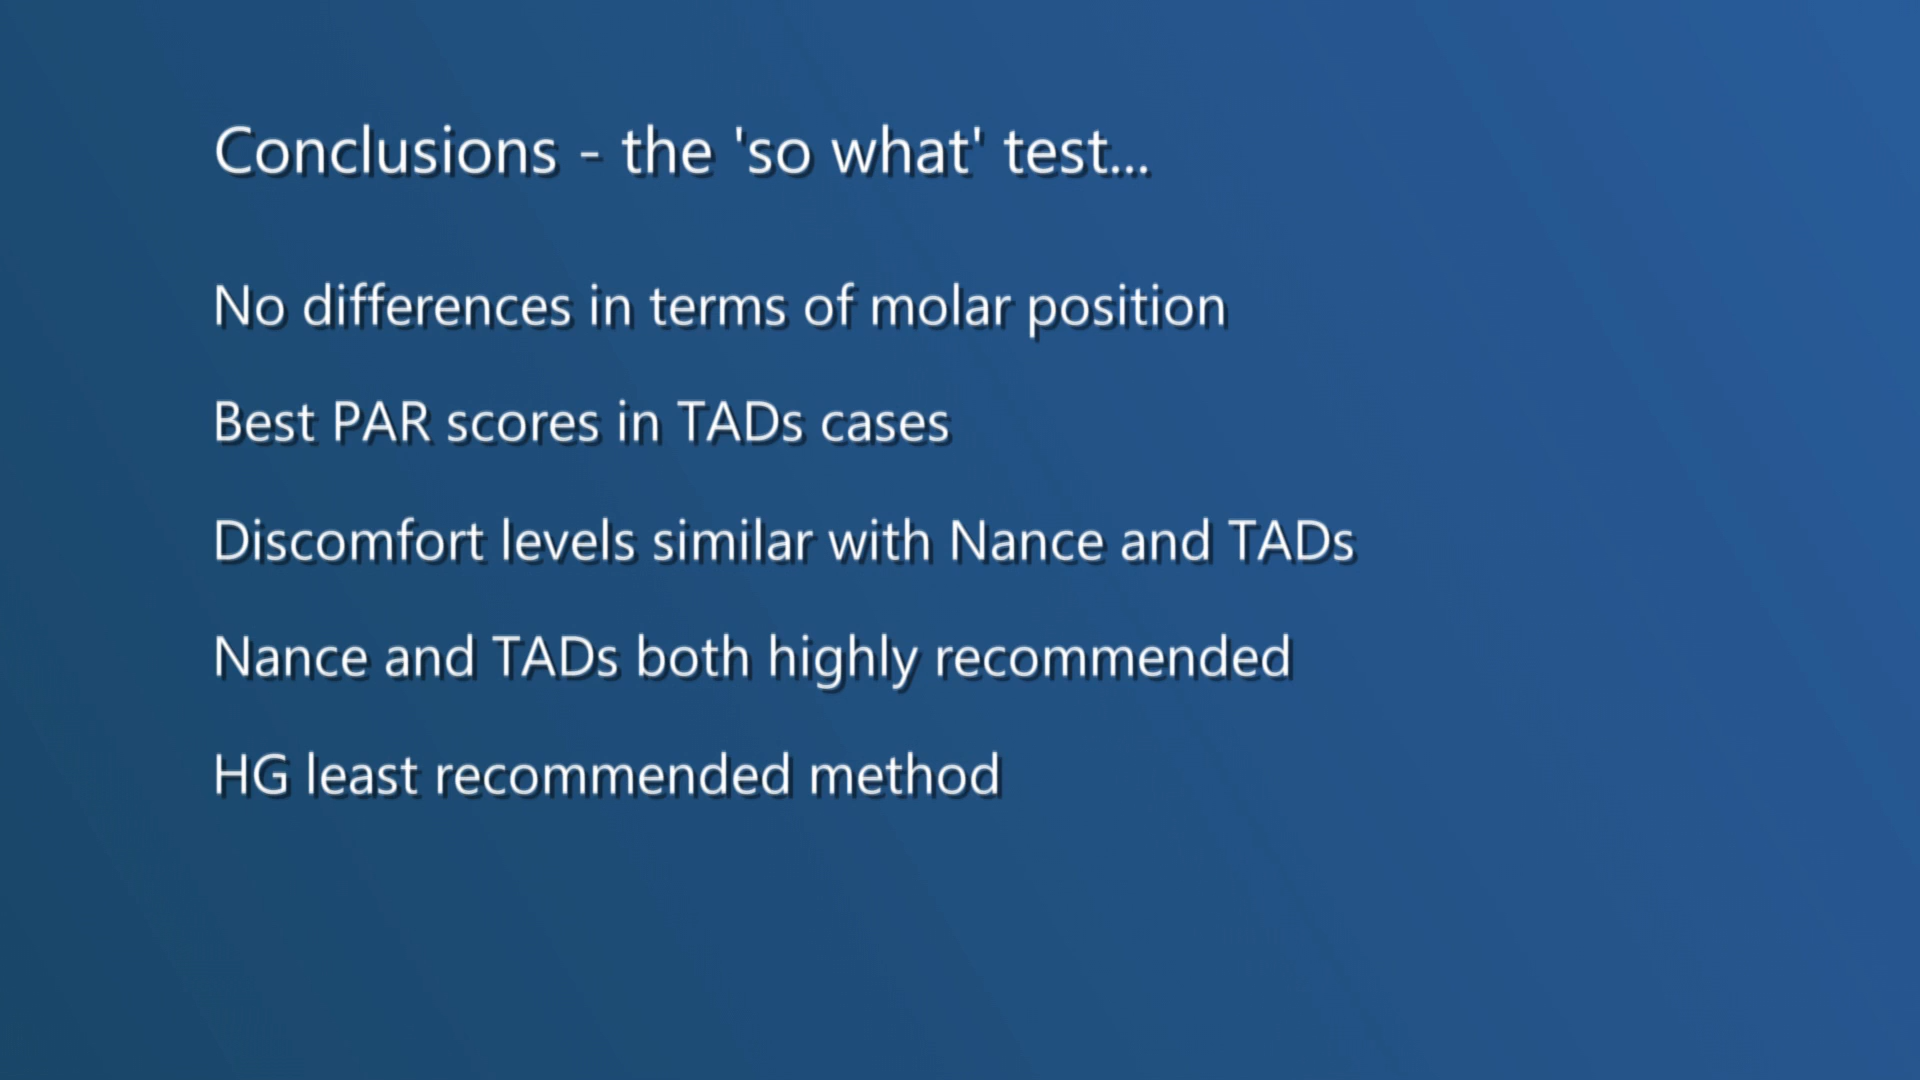 Conclusions - the 'so what' test...
No differences in terms of molar position
Best PAR scores in TADs cases
Discomfort levels similar with Nance and TADs
Nance and TADs both highly recommended
HG least recommended method